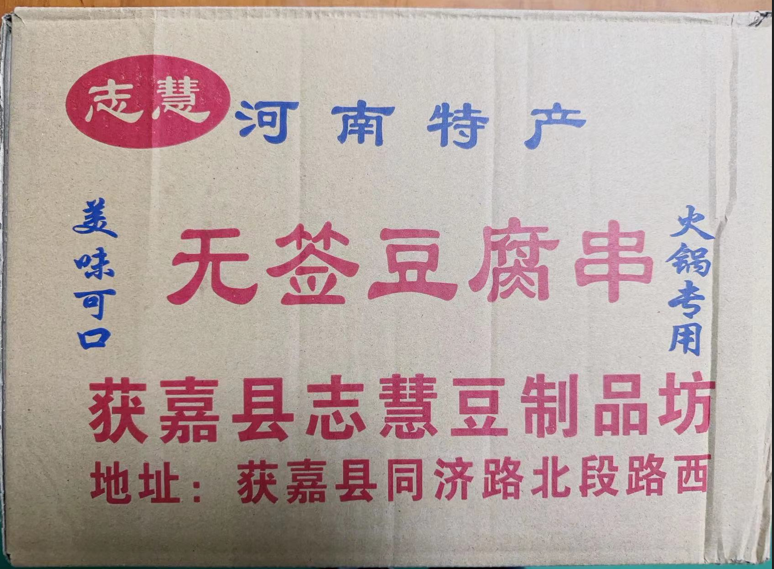 志慧
河南特产
美味可口
无签豆腐串
火锅专用
获嘉县志慧豆制品坊
地址：获嘉县同济路北段路西